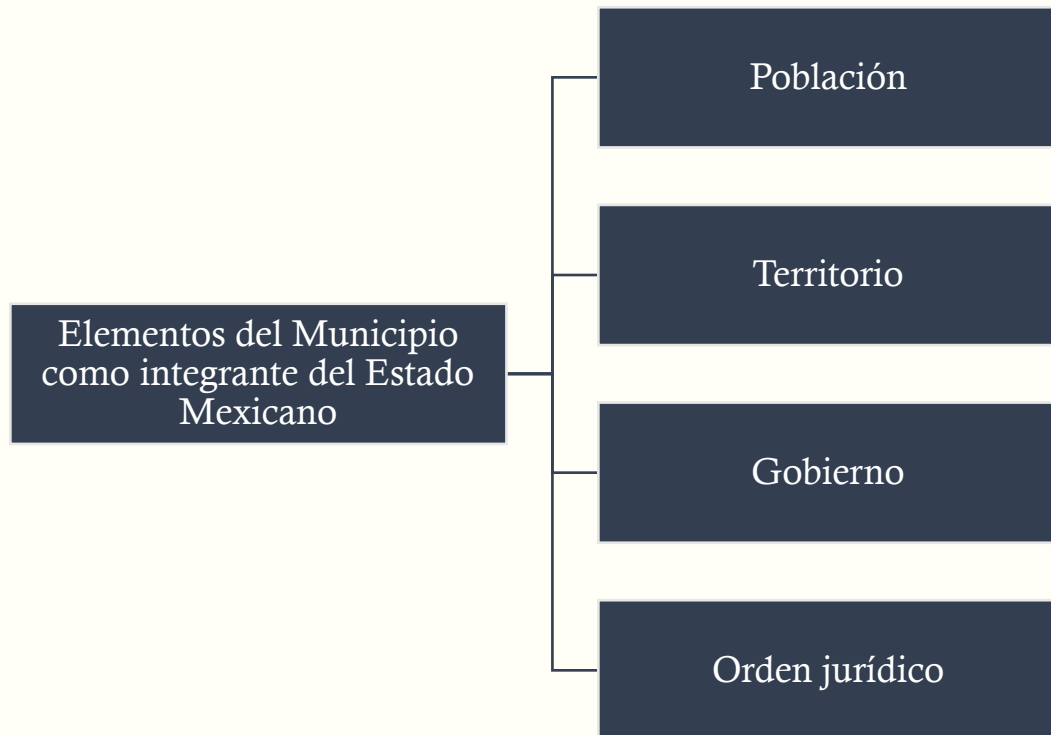 Elementos del Municipio
como integrante del Estado
Mexicano
Población
Territorio
Gobierno
Orden jurídico